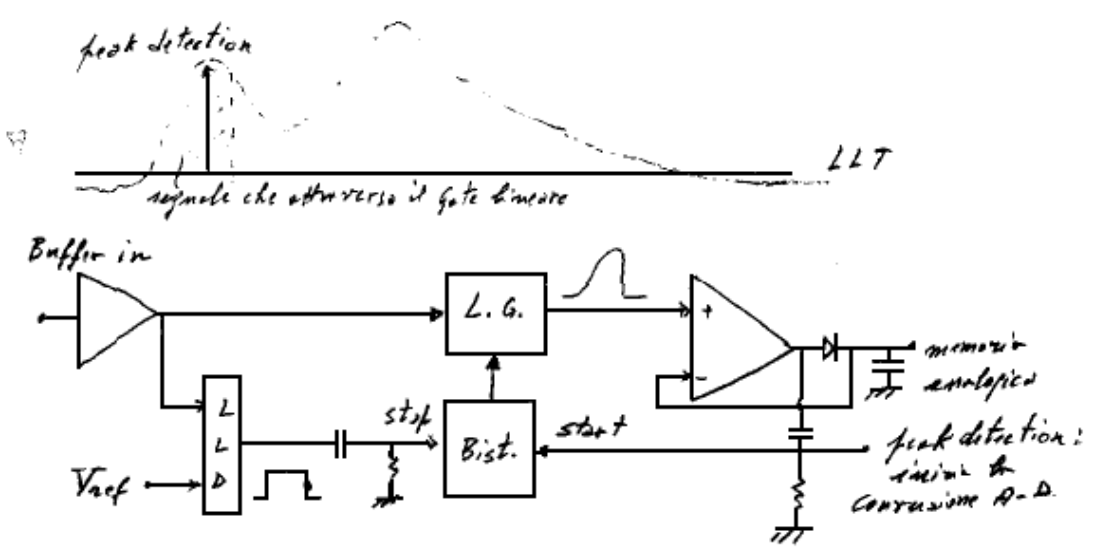 peak detection
LLT
segnale che attraversa il gate lineare
Buffer in
L. G.
+
-
memoria
analogica
L
L
D
stop
Bist.
start
Vref
peak detection:
inizia la
conversione A-D.